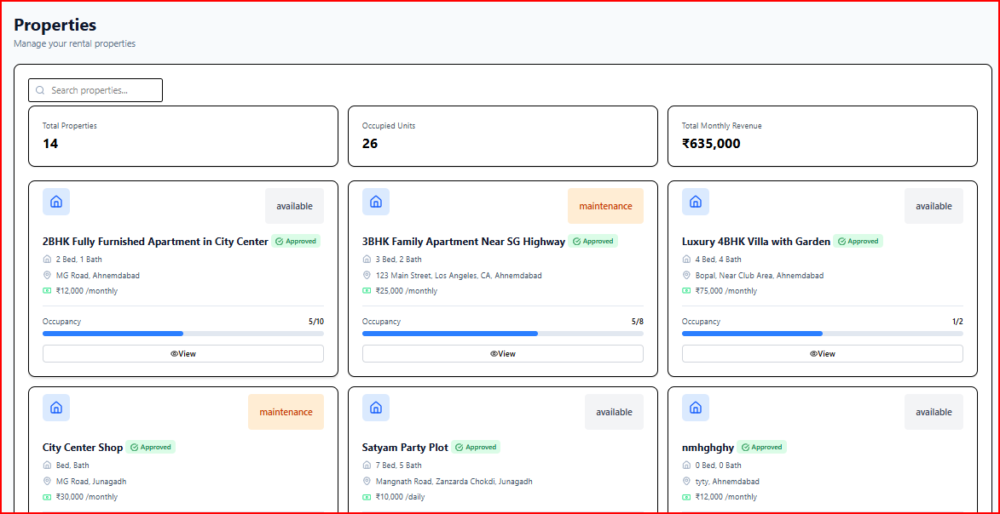 Properties
Manage your rental properties
Search properties...
Total Properties
14
Occupied Units
26
Total Monthly Revenue
₹635,000
available
2BHK Fully Furnished Apartment in City Center Approved
2 Bed, 1 Bath
MG Road, Ahnemdabad
₹12,000 /monthly
Occupancy 5/10
View
maintenance
3BHK Family Apartment Near SG Highway Approved
3 Bed, 2 Bath
123 Main Street, Los Angeles, CA, Ahnemdabad
₹25,000 /monthly
Occupancy 5/8
View
available
Luxury 4BHK Villa with Garden Approved
4 Bed, 4 Bath
Bopal, Near Club Area, Ahnemdabad
₹75,000 /monthly
Occupancy 1/2
View
maintenance
City Center Shop Approved
Bed, Bath
MG Road, Junagadh
₹30,000 /monthly
available
Satyam Party Plot Approved
7 Bed, 5 Bath
Mangnath Road, Zanzarda Chokdi, Junagadh
₹10,000 /daily
available
nmhghghy Approved
0 Bed, 0 Bath
tyty, Ahnemdabad
₹12,000 /monthly